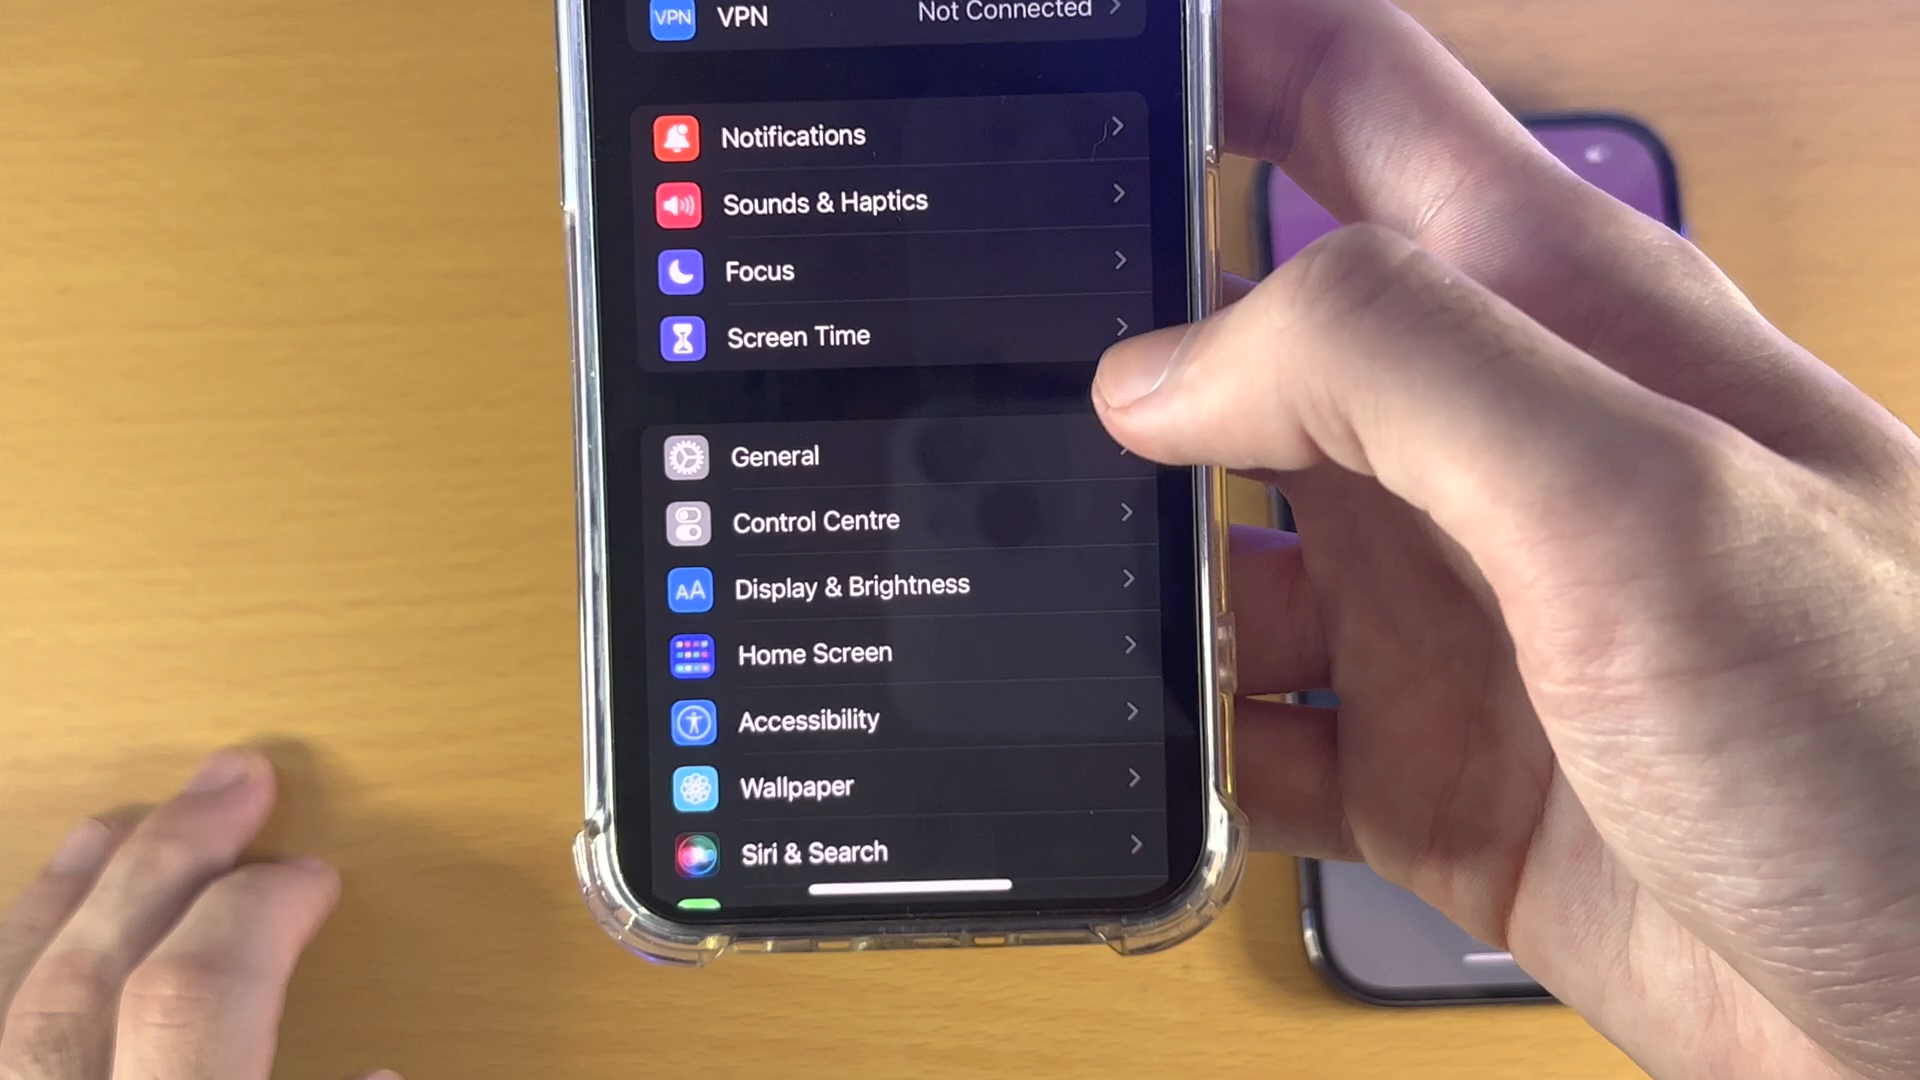 VPN VPN Not Connected
Notifications
Sounds & Haptics
Focus
Screen Time
General
Control Centre
AA Display & Brightness
Home Screen
Accessibility
Wallpaper
Siri & Search